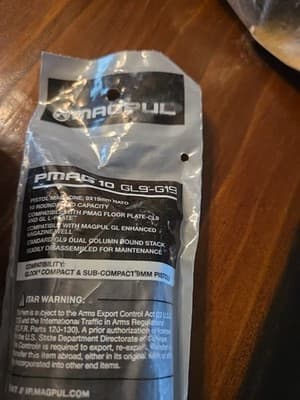 MAGPUL
PMAG 10 GL9-G19
PISTOL MAGAZINE, 9X19mm NATO
10 ROUND CAPACITY
COMPATIBLE WITH PMAG FLOOR PLATE-GL9
AND GL L-PLATE™
COMPATIBLE WITH MAGPUL GL ENHANCED
MAGAZINE WELL
STANDARD GL9 DUAL COLUMN ROUND STACK
EASILY DISASSEMBLED FOR MAINTENANCE
COMPATIBILITY:
GLOCK® COMPACT & SUB-COMPACT 9MM PISTOLS
ITAR WARNING:
item is subject to the Arms Export Control Act
and the International Traffic in Arms Regulations
Parts 120-130). A prior authorization
the U.S. State Department Directorate of
Controls is required to export, re-export
this item abroad, either in its original
incorporated into other end items.
MAGPUL.COM